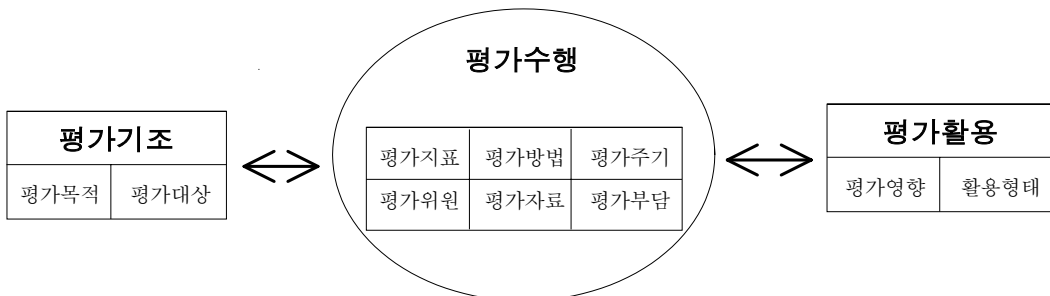 평가수행
평가기조
평가목적 평가대상
평가지표 평가방법 평가주기
평가위원 평가자료 평가부담
평가활용
평가영향 활용형태